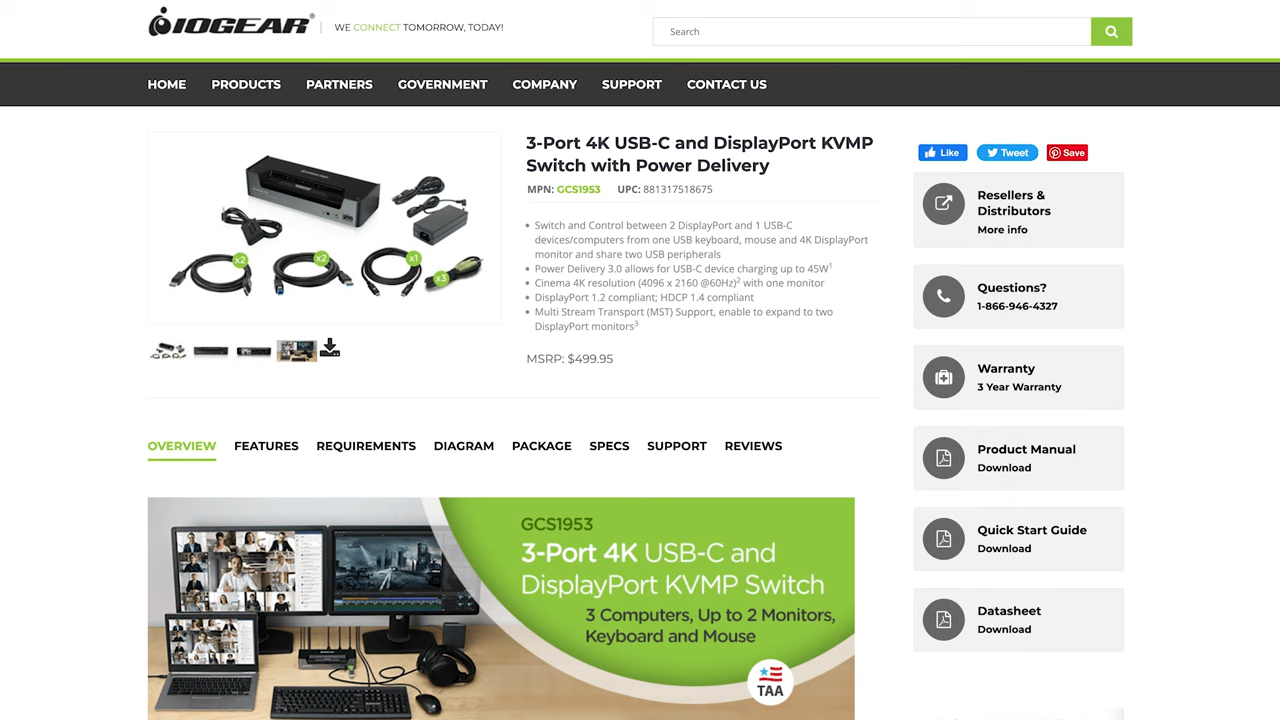 IOGEAR®
WE CONNECT TOMORROW, TODAY!
Search
HOME PRODUCTS PARTNERS GOVERNMENT COMPANY SUPPORT CONTACT US
x2
x2
x1
x3
3-Port 4K USB-C and DisplayPort KVMP
Switch with Power Delivery
MPN: GCS1953 UPC: 881317518675
Switch and Control between 2 DisplayPort and 1 USB-C
devices/computers from one USB keyboard, mouse and 4K DisplayPort
monitor and share two USB peripherals
Power Delivery 3.0 allows for USB-C device charging up to 45W1
Cinema 4K resolution (4096 x 2160 @60Hz)2 with one monitor
DisplayPort 1.2 compliant; HDCP 1.4 compliant
Multi Stream Transport (MST) Support, enable to expand to two
DisplayPort monitors3
MSRP: $499.95
Like Tweet Save
Resellers &
Distributors
More info
Questions?
1-866-946-4327
Warranty
3 Year Warranty
Product Manual
Download
Quick Start Guide
Download
Datasheet
Download
OVERVIEW FEATURES REQUIREMENTS DIAGRAM PACKAGE SPECS SUPPORT REVIEWS
GCS1953
3-Port 4K USB-C and
DisplayPort KVMP Switch
3 Computers, Up to 2 Monitors,
Keyboard and Mouse
TAA